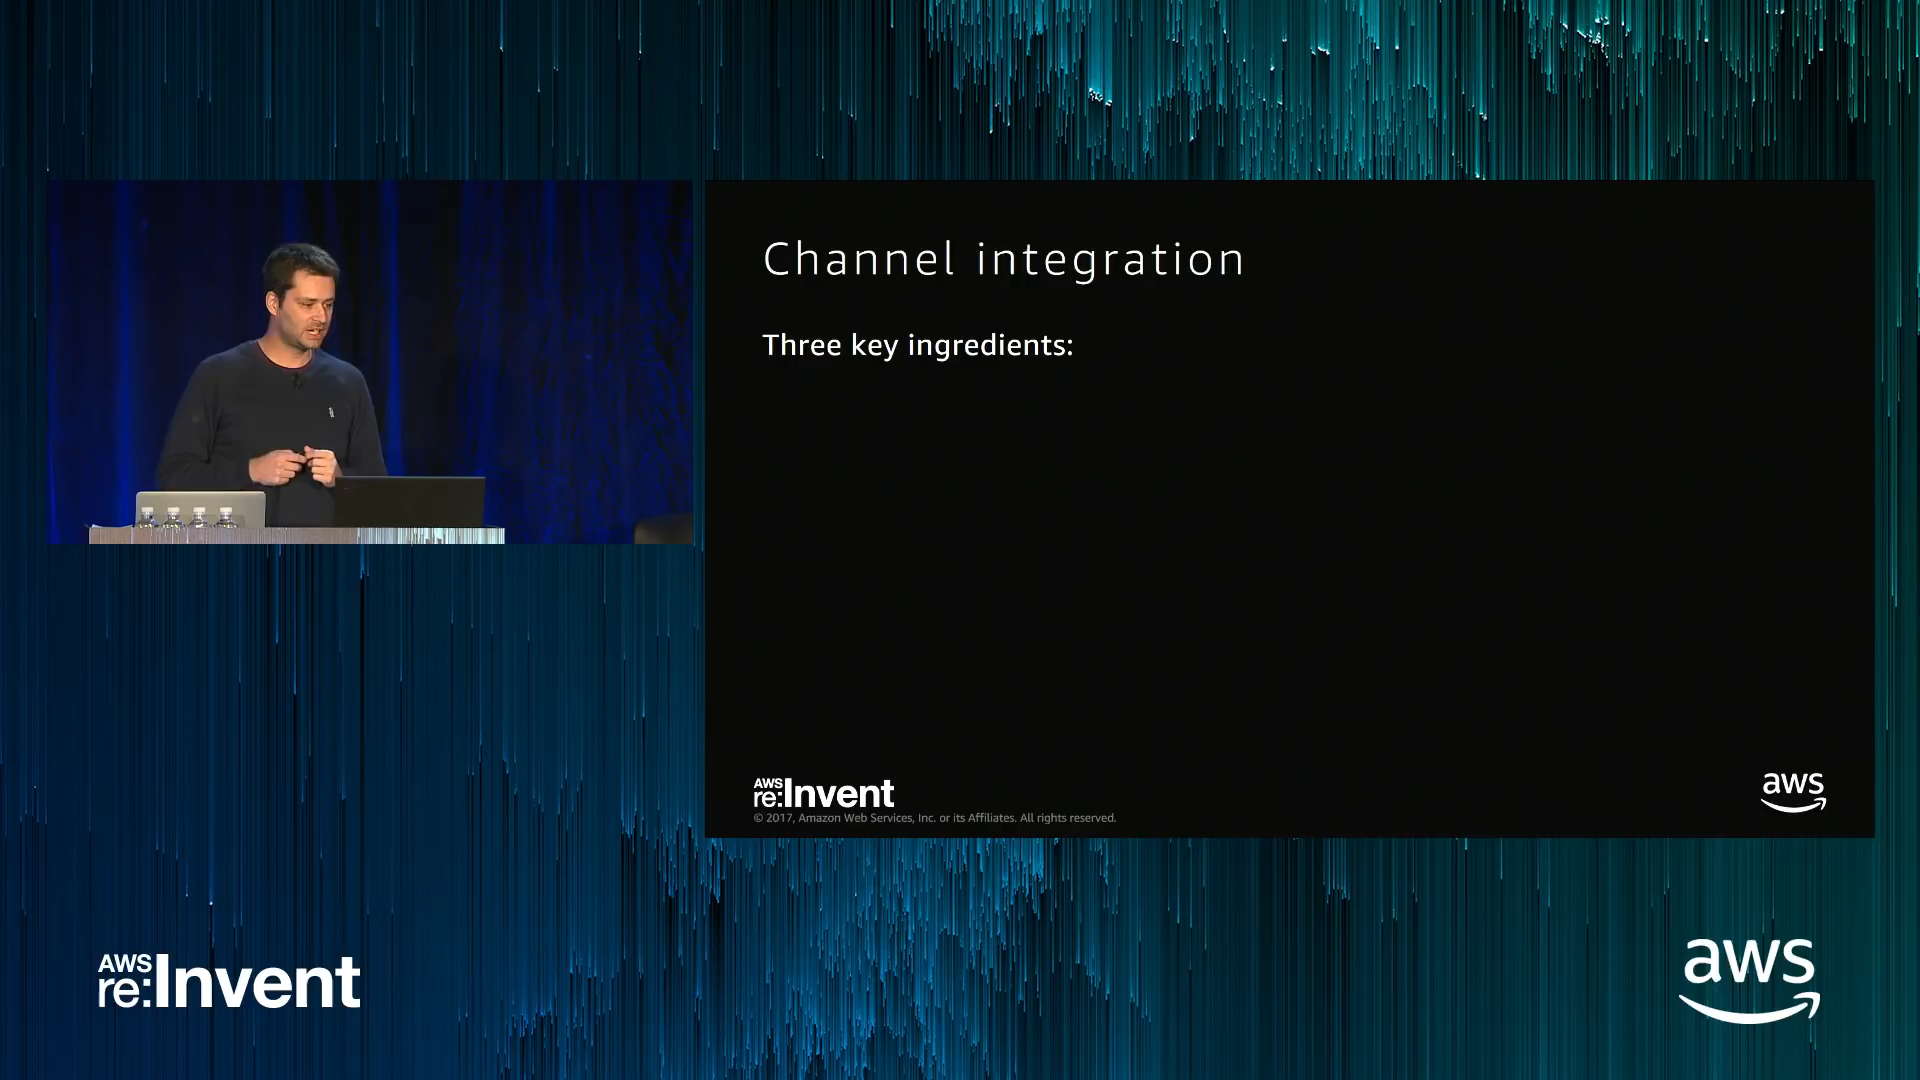 Channel integration
Three key ingredients:
AWS
re:Invent
© 2017, Amazon Web Services, Inc. or its Affiliates. All rights reserved.
aws
AWS
re:Invent
aws